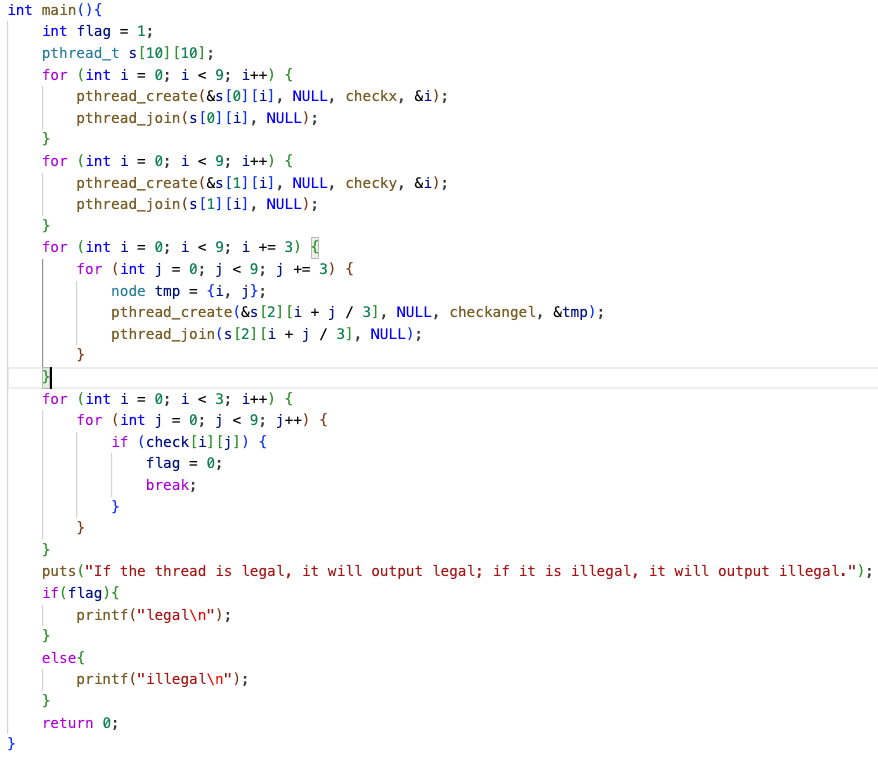 int main(){
    int flag = 1;
    pthread_t s[10][10];
    for (int i = 0; i < 9; i++) {
        pthread_create(&s[0][i], NULL, checkx, &i);
        pthread_join(s[0][i], NULL);
    }
    for (int i = 0; i < 9; i++) {
        pthread_create(&s[1][i], NULL, checky, &i);
        pthread_join(s[1][i], NULL);
    }
    for (int i = 0; i < 9; i += 3) {
        for (int j = 0; j < 9; j += 3) {
            node tmp = {i, j};
            pthread_create(&s[2][i + j / 3], NULL, checkangel, &tmp);
            pthread_join(s[2][i + j / 3], NULL);
        }
    }
    for (int i = 0; i < 3; i++) {
        for (int j = 0; j < 9; j++) {
            if (check[i][j]) {
                flag = 0;
                break;
            }
        }
    }
    puts("If the thread is legal, it will output legal; if it is illegal, it will output illegal.");
    if(flag){
        printf("legal\n");
    }
    else{
        printf("illegal\n");
    }
    return 0;
}